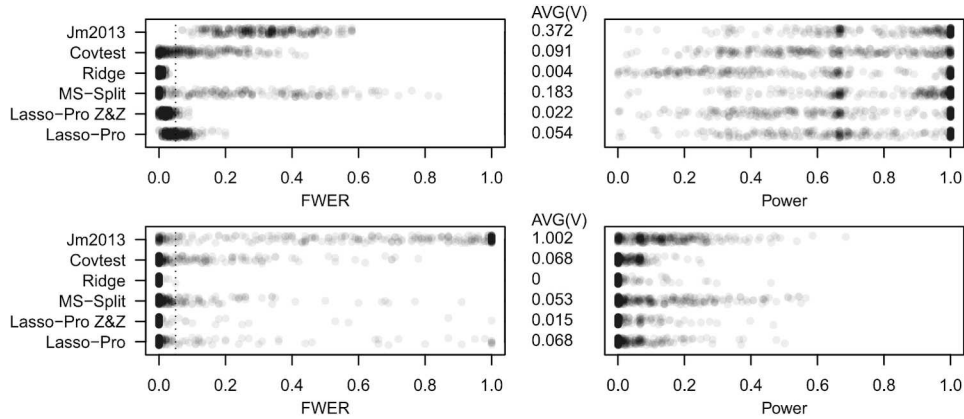 AVG(V)
Jm2013 0.372
Covtest 0.091
Ridge 0.004
MS−Split 0.183
Lasso−Pro Z&Z 0.022
Lasso−Pro 0.054
0.0 0.2 0.4 0.6 0.8 1.0 0.0 0.2 0.4 0.6 0.8 1.0
FWER Power
AVG(V)
Jm2013 1.002
Covtest 0.068
Ridge 0
MS−Split 0.053
Lasso−Pro Z&Z 0.015
Lasso−Pro 0.068
0.0 0.2 0.4 0.6 0.8 1.0 0.0 0.2 0.4 0.6 0.8 1.0
FWER Power